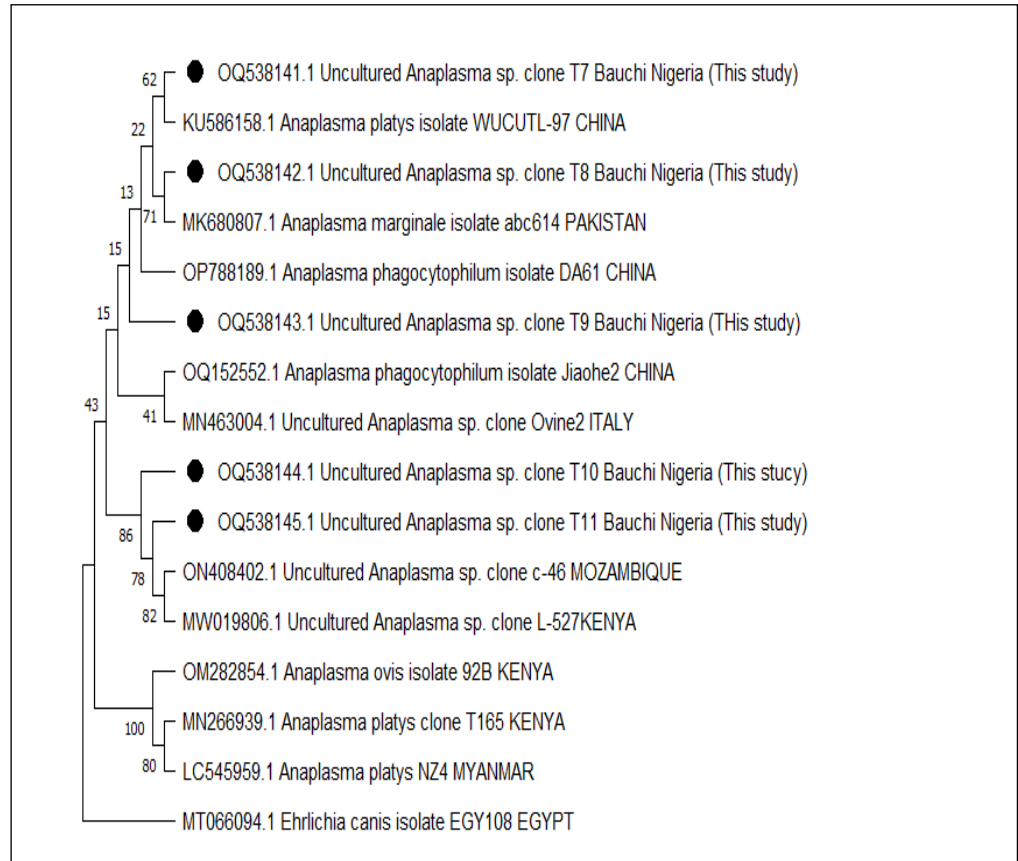 62
OQ538141.1 Uncultured Anaplasma sp. clone T7 Bauchi Nigeria (This study)
KU586158.1 Anaplasma platys isolate WUCUTL-97 CHINA
22
OQ538142.1 Uncultured Anaplasma sp. clone T8 Bauchi Nigeria (This study)
13
71
MK680807.1 Anaplasma marginale isolate abc614 PAKISTAN
15
OP788189.1 Anaplasma phagocytophilum isolate DA61 CHINA
15
OQ538143.1 Uncultured Anaplasma sp. clone T9 Bauchi Nigeria (THis study)
OQ152552.1 Anaplasma phagocytophilum isolate Jiaohe2 CHINA
43
41
MN463004.1 Uncultured Anaplasma sp. clone Ovine2 ITALY
OQ538144.1 Uncultured Anaplasma sp. clone T10 Bauchi Nigeria (This stucy)
86
OQ538145.1 Uncultured Anaplasma sp. clone T11 Bauchi Nigeria (This study)
78
ON408402.1 Uncultured Anaplasma sp. clone c-46 MOZAMBIQUE
82
MW019806.1 Uncultured Anaplasma sp. clone L-527KENYA
OM282854.1 Anaplasma ovis isolate 92B KENYA
100
MN266939.1 Anaplasma platys clone T165 KENYA
80
LC545959.1 Anaplasma platys NZ4 MYANMAR
MT066094.1 Ehrlichia canis isolate EGY108 EGYPT